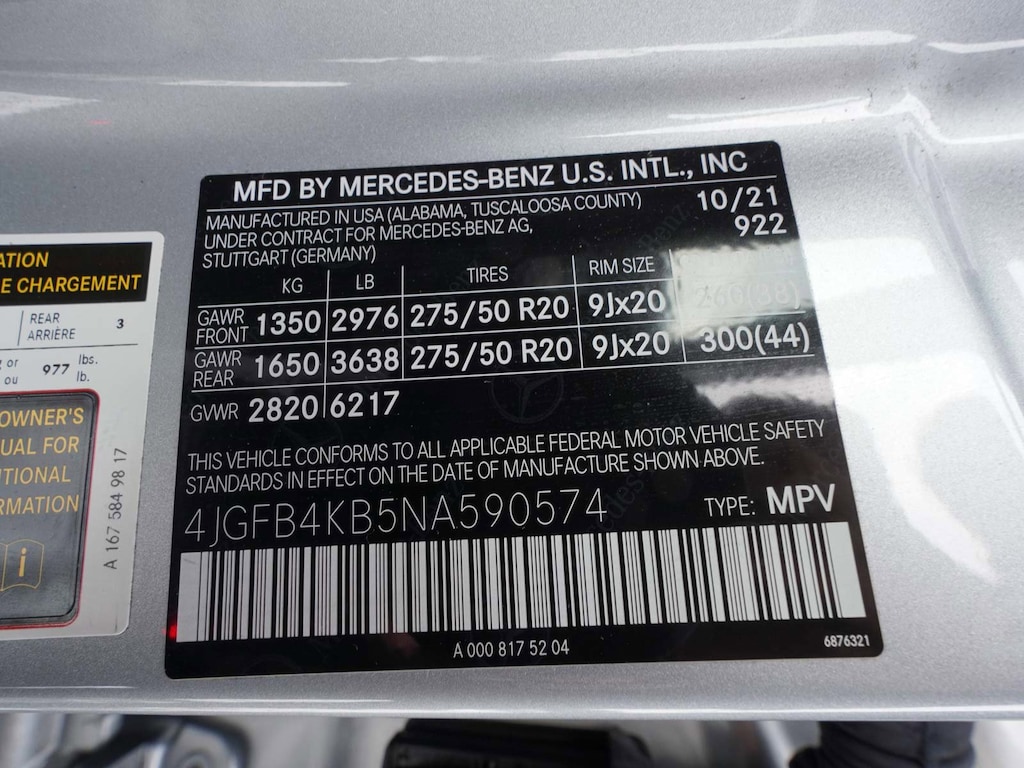 MFD BY MERCEDES-BENZ U.S. INTL., INC
MANUFACTURED IN USA (ALABAMA, TUSCALOOSA COUNTY) 10/21
UNDER CONTRACT FOR MERCEDES-BENZ AG, 922
STUTTGART (GERMANY)
KG LB TIRES RIM SIZE
GAWR FRONT 1350 2976 275/50 R20 9Jx20
GAWR REAR 1650 3638 275/50 R20 9Jx20 300(44)
GVWR 2820 6217
THIS VEHICLE CONFORMS TO ALL APPLICABLE FEDERAL MOTOR VEHICLE SAFETY
STANDARDS IN EFFECT ON THE DATE OF MANUFACTURE SHOWN ABOVE.
4JGFB4KB5NA590574 TYPE: MPV
A 000 817 52 04
6876321
CHARGEMENT
REAR 3
ARRIÈRE
or 977 lbs.
ou lb.
OWNER'S
FOR
A 167 584 98 17